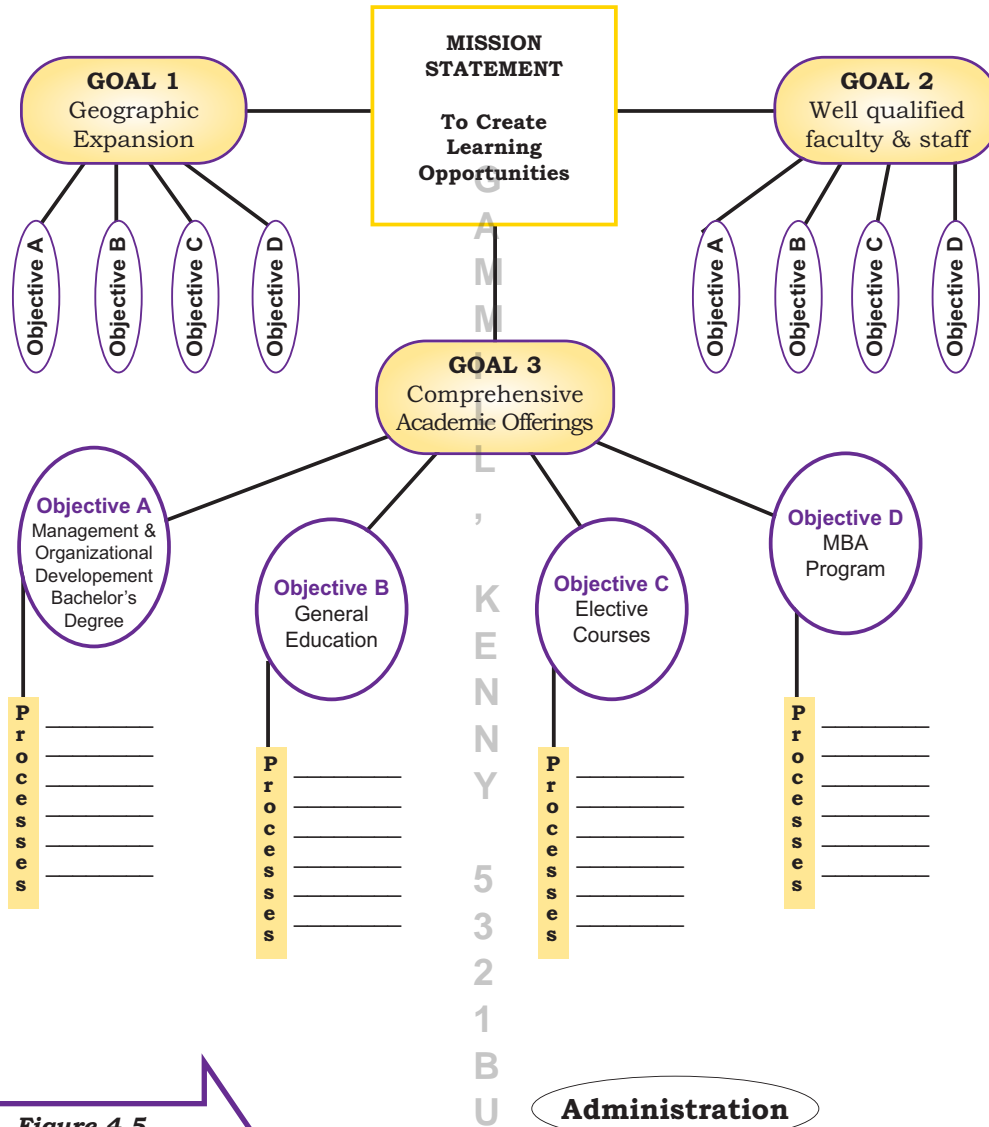 MISSION
STATEMENT
To Create
Learning
Opportunities
GOAL 1
Geographic
Expansion
GOAL 2
Well qualified
faculty & staff
Objective A
Objective B
Objective C
Objective D
Objective A
Objective B
Objective C
Objective D
GOAL 3
Comprehensive
Academic Offerings
Objective A
Management &
Organizational
Developement
Bachelor's
Degree
Objective B
General
Education
Objective C
Elective
Courses
Objective D
MBA
Program
Processes
Processes
Processes
Processes
GAMMILL, KENNY 5321BU
Figure 4.5
Administration